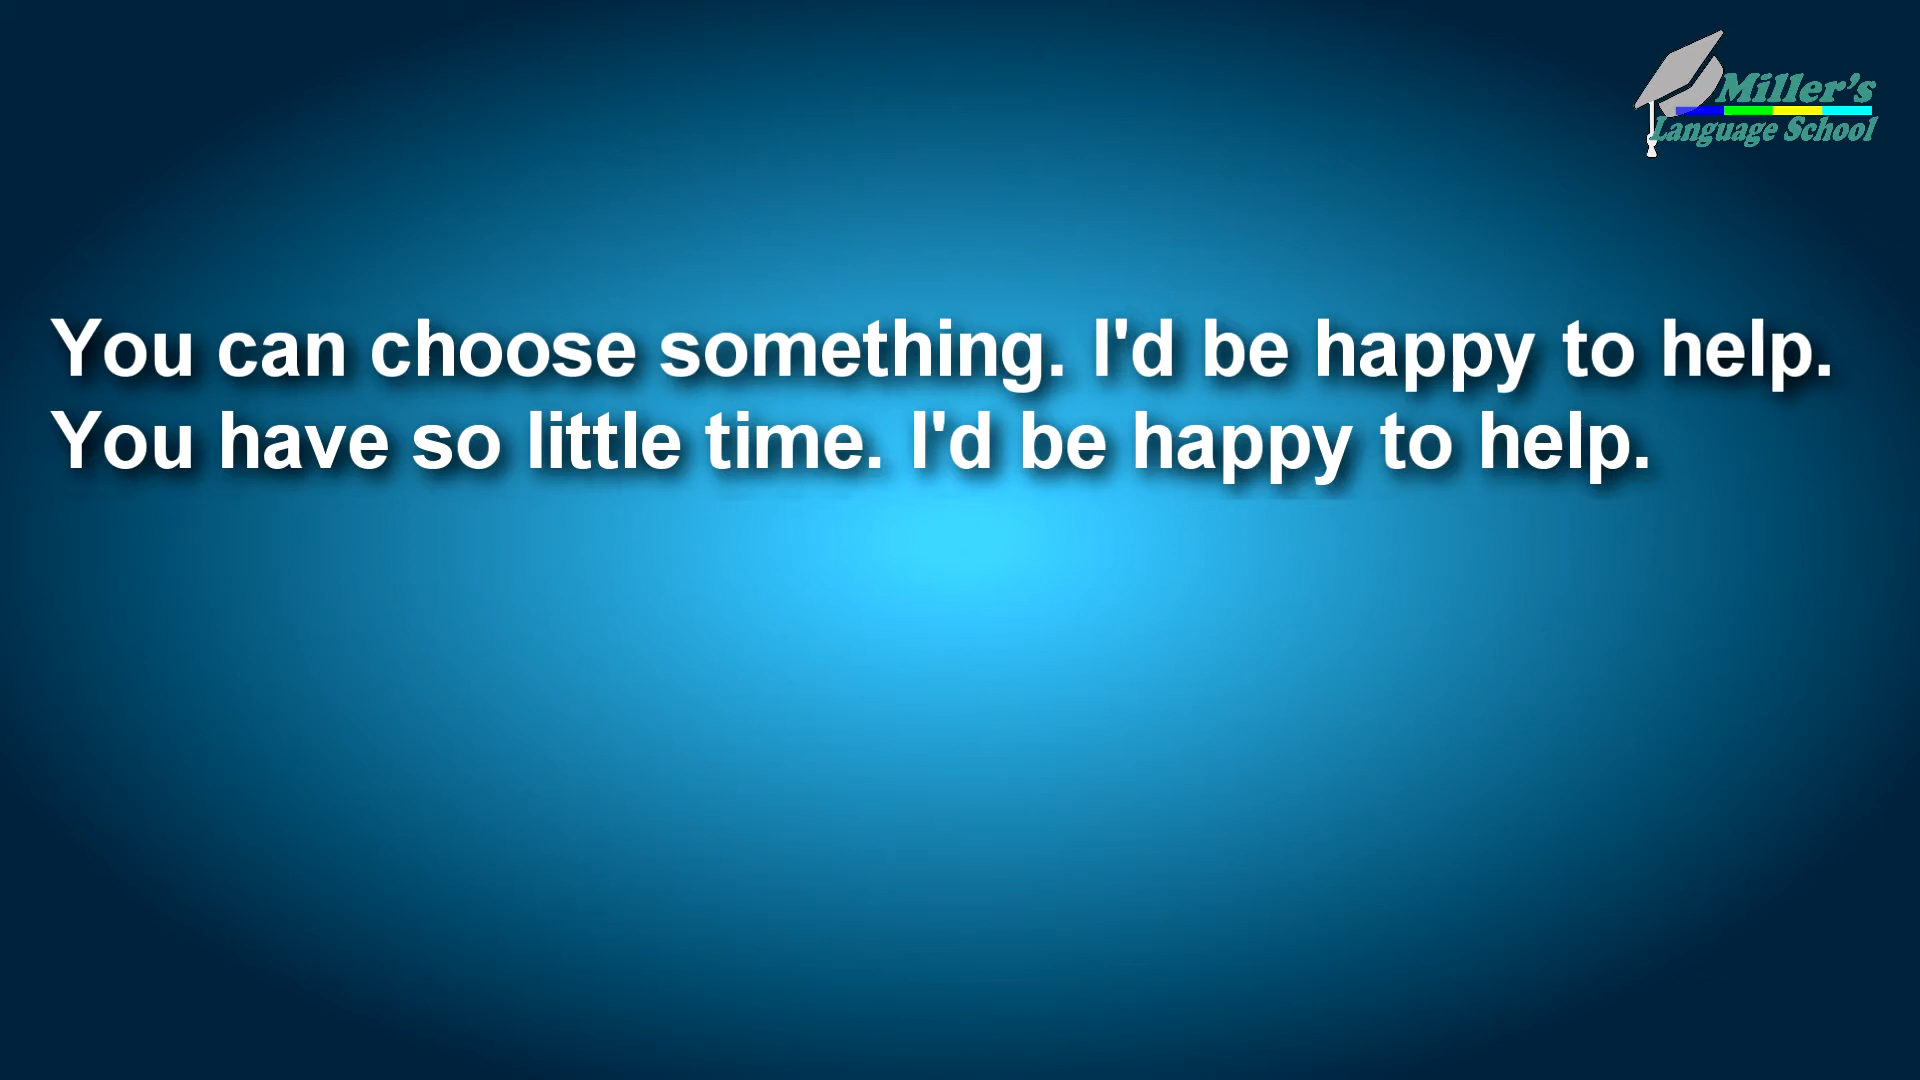 Miller's
Language School
You can choose something. I'd be happy to help.
You have so little time. I'd be happy to help.